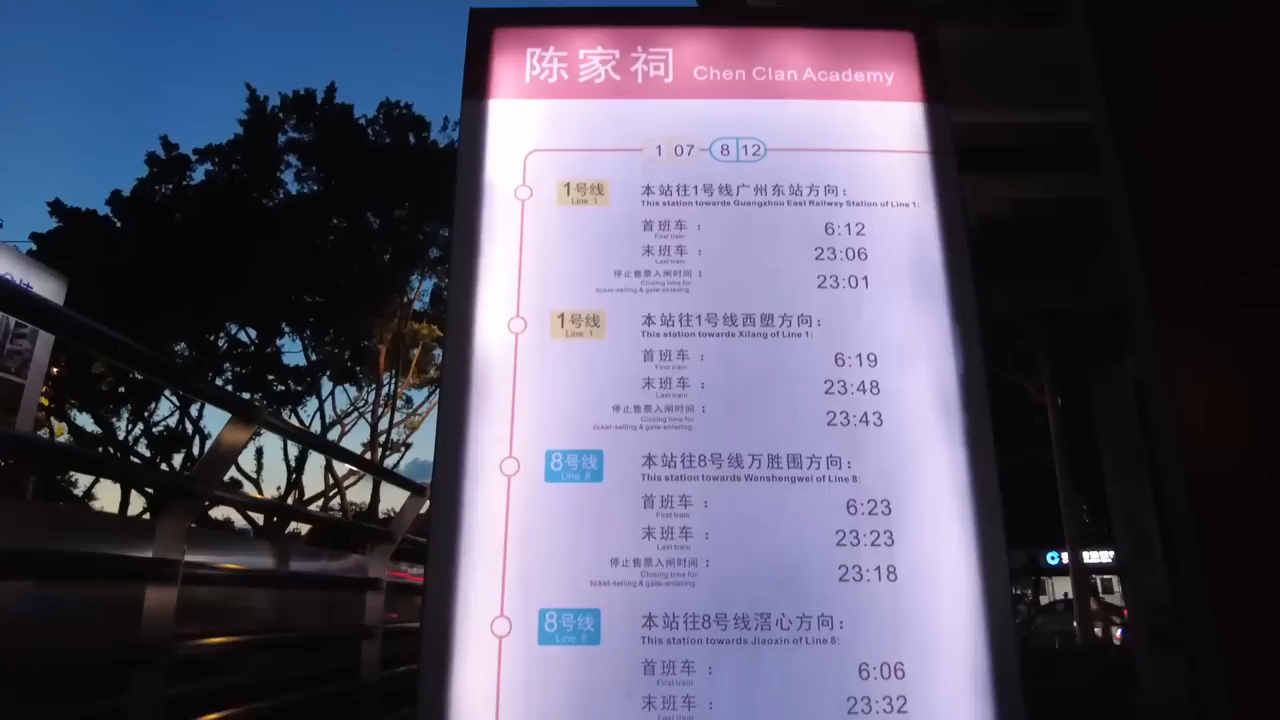 陈家祠 Chen Clan Academy
1 07 8 12
1号线 本站往1号线广州东站方向：
Line 1 This station towards Guangzhou East Railway Station of Line 1:
首班车： 6:12
First train
末班车： 23:06
Last train
停止售票入闸时间： 23:01
Closing time for
ticket-selling & gate-entering
1号线 本站往1号线西塱方向：
Line 1 This station towards Xilang of Line 1:
首班车： 6:19
First train
末班车： 23:48
Last train
停止售票入闸时间： 23:43
Closing time for
ticket-selling & gate-entering
8号线 本站往8号线万胜围方向：
Line 8 This station towards Wanshengwei of Line 8:
首班车： 6:23
First train
末班车： 23:23
Last train
停止售票入闸时间： 23:18
Closing time for
ticket-selling & gate-entering
8号线 本站往8号线滘心方向：
Line 8 This station towards Jiaoxin of Line 8:
首班车： 6:06
First train
末班车： 23:32
Last train